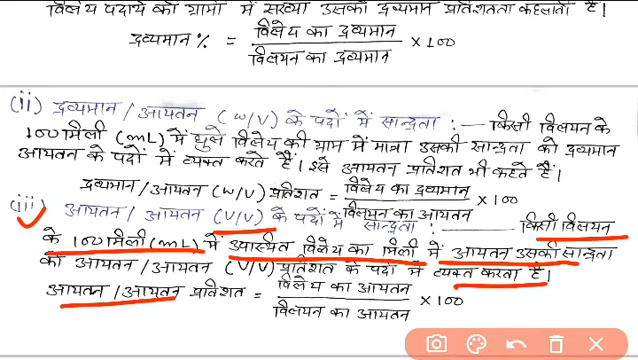 विलेय पदार्थ की ग्रामों में संख्या उसकी द्रव्यमान प्रतिशतता कहलाती है।
द्रव्यमान % = विलेय का द्रव्यमान / विलयन का द्रव्यमान × 100
(ii) द्रव्यमान / आयतन (W/V) के पदों में सान्द्रता :— किसी विलयन के
100 मिली (mL) में घुले विलेय की ग्राम में मात्रा उसकी सान्द्रता को द्रव्यमान
आयतन के पदों में व्यक्त करते हैं। इसे आयतन प्रतिशत भी कहते हैं।
द्रव्यमान / आयतन (W/V) प्रतिशत = विलेय का द्रव्यमान / विलयन का आयतन × 100
(iii) आयतन / आयतन (V/V) के पदों में सान्द्रता : किसी विलयन
के 100 मिली (mL) में उपस्थित विलेय का मिली में आयतन उसकी सान्द्रता
को आयतन / आयतन (V/V) प्रतिशत के पदों में व्यक्त करता है।
आयतन / आयतन प्रतिशत = विलेय का आयतन / विलयन का आयतन × 100